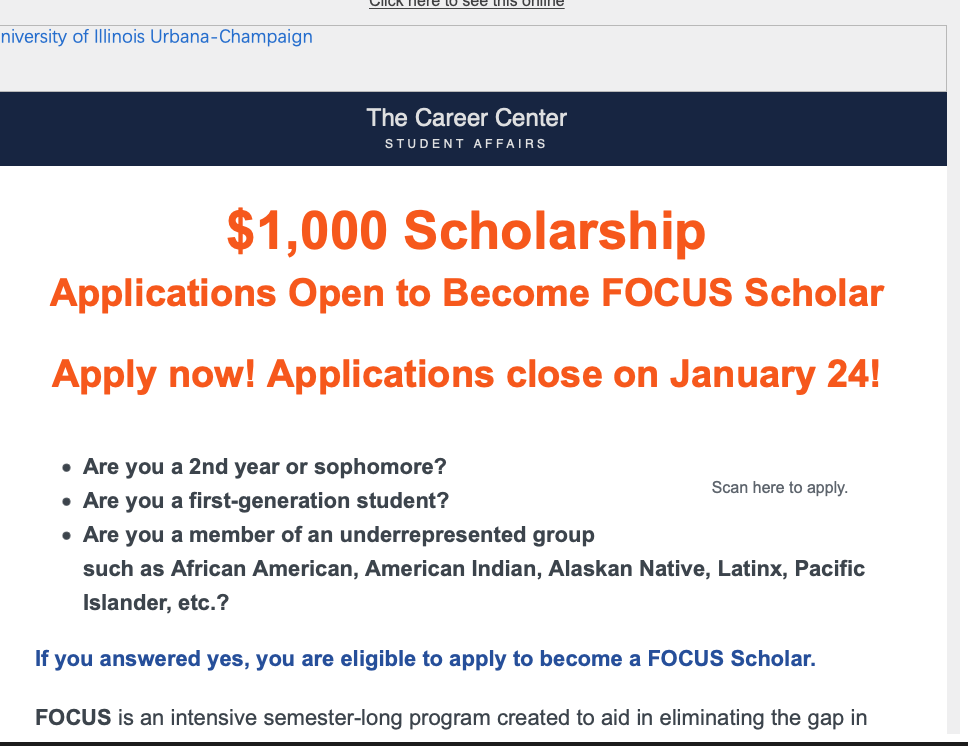 Click here to see this online
niversity of Illinois Urbana-Champaign
The Career Center
STUDENT AFFAIRS
$1,000 Scholarship
Applications Open to Become FOCUS Scholar
Apply now! Applications close on January 24!
• Are you a 2nd year or sophomore?
Scan here to apply.
• Are you a first-generation student?
• Are you a member of an underrepresented group
such as African American, American Indian, Alaskan Native, Latinx, Pacific
Islander, etc.?
If you answered yes, you are eligible to apply to become a FOCUS Scholar.
FOCUS is an intensive semester-long program created to aid in eliminating the gap in